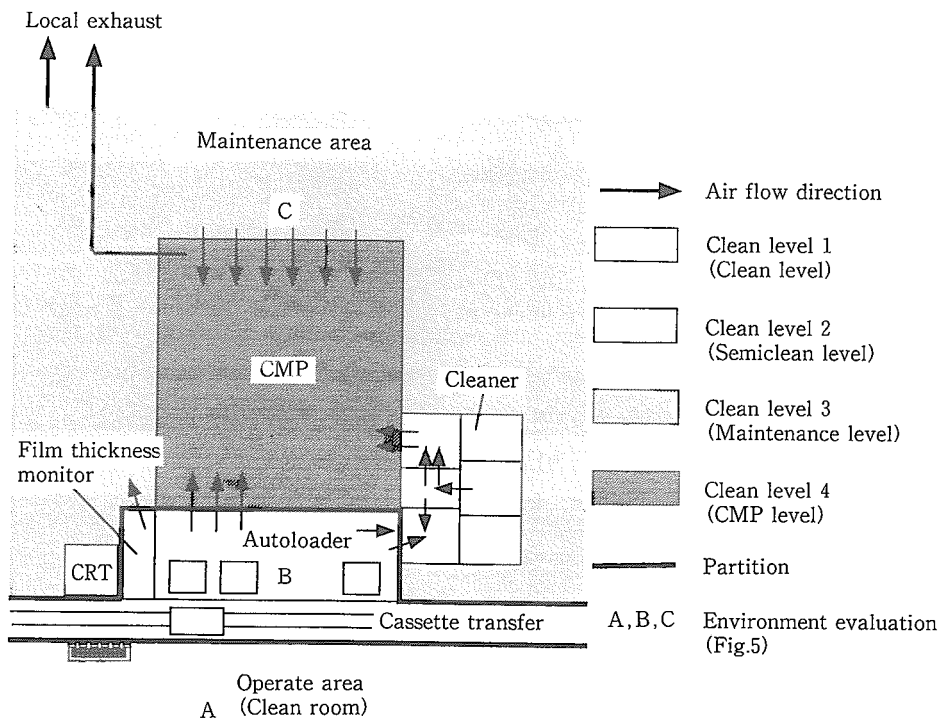 Local exhaust
Maintenance area
C
CMP
Cleaner
Film thickness
monitor
Autoloader
CRT
B
Cassette transfer
Operate area
(Clean room)
A
Air flow direction
Clean level 1
(Clean level)
Clean level 2
(Semiclean level)
Clean level 3
(Maintenance level)
Clean level 4
(CMP level)
Partition
A, B, C Environment evaluation
(Fig.5)